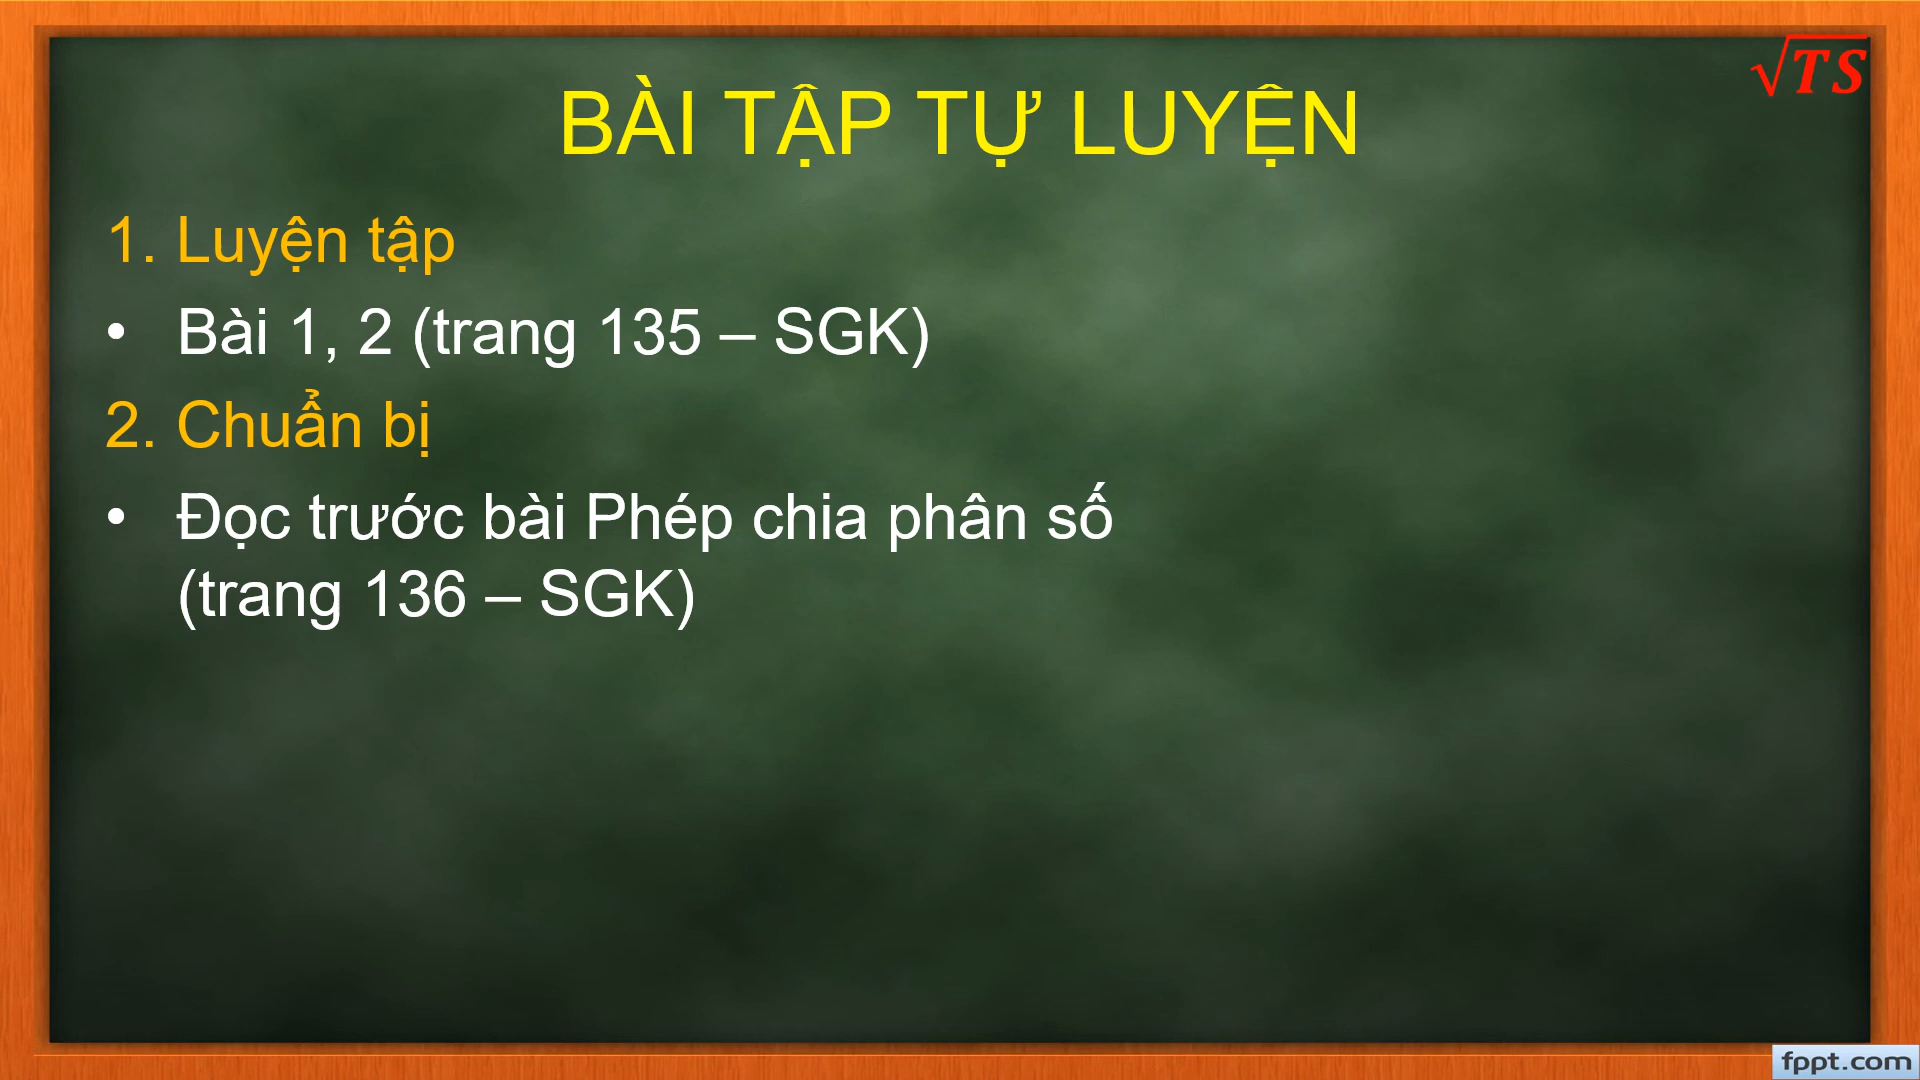 √TS
BÀI TẬP TỰ LUYỆN
1. Luyện tập
• Bài 1, 2 (trang 135 – SGK)
2. Chuẩn bị
• Đọc trước bài Phép chia phân số
(trang 136 – SGK)
fppt.com